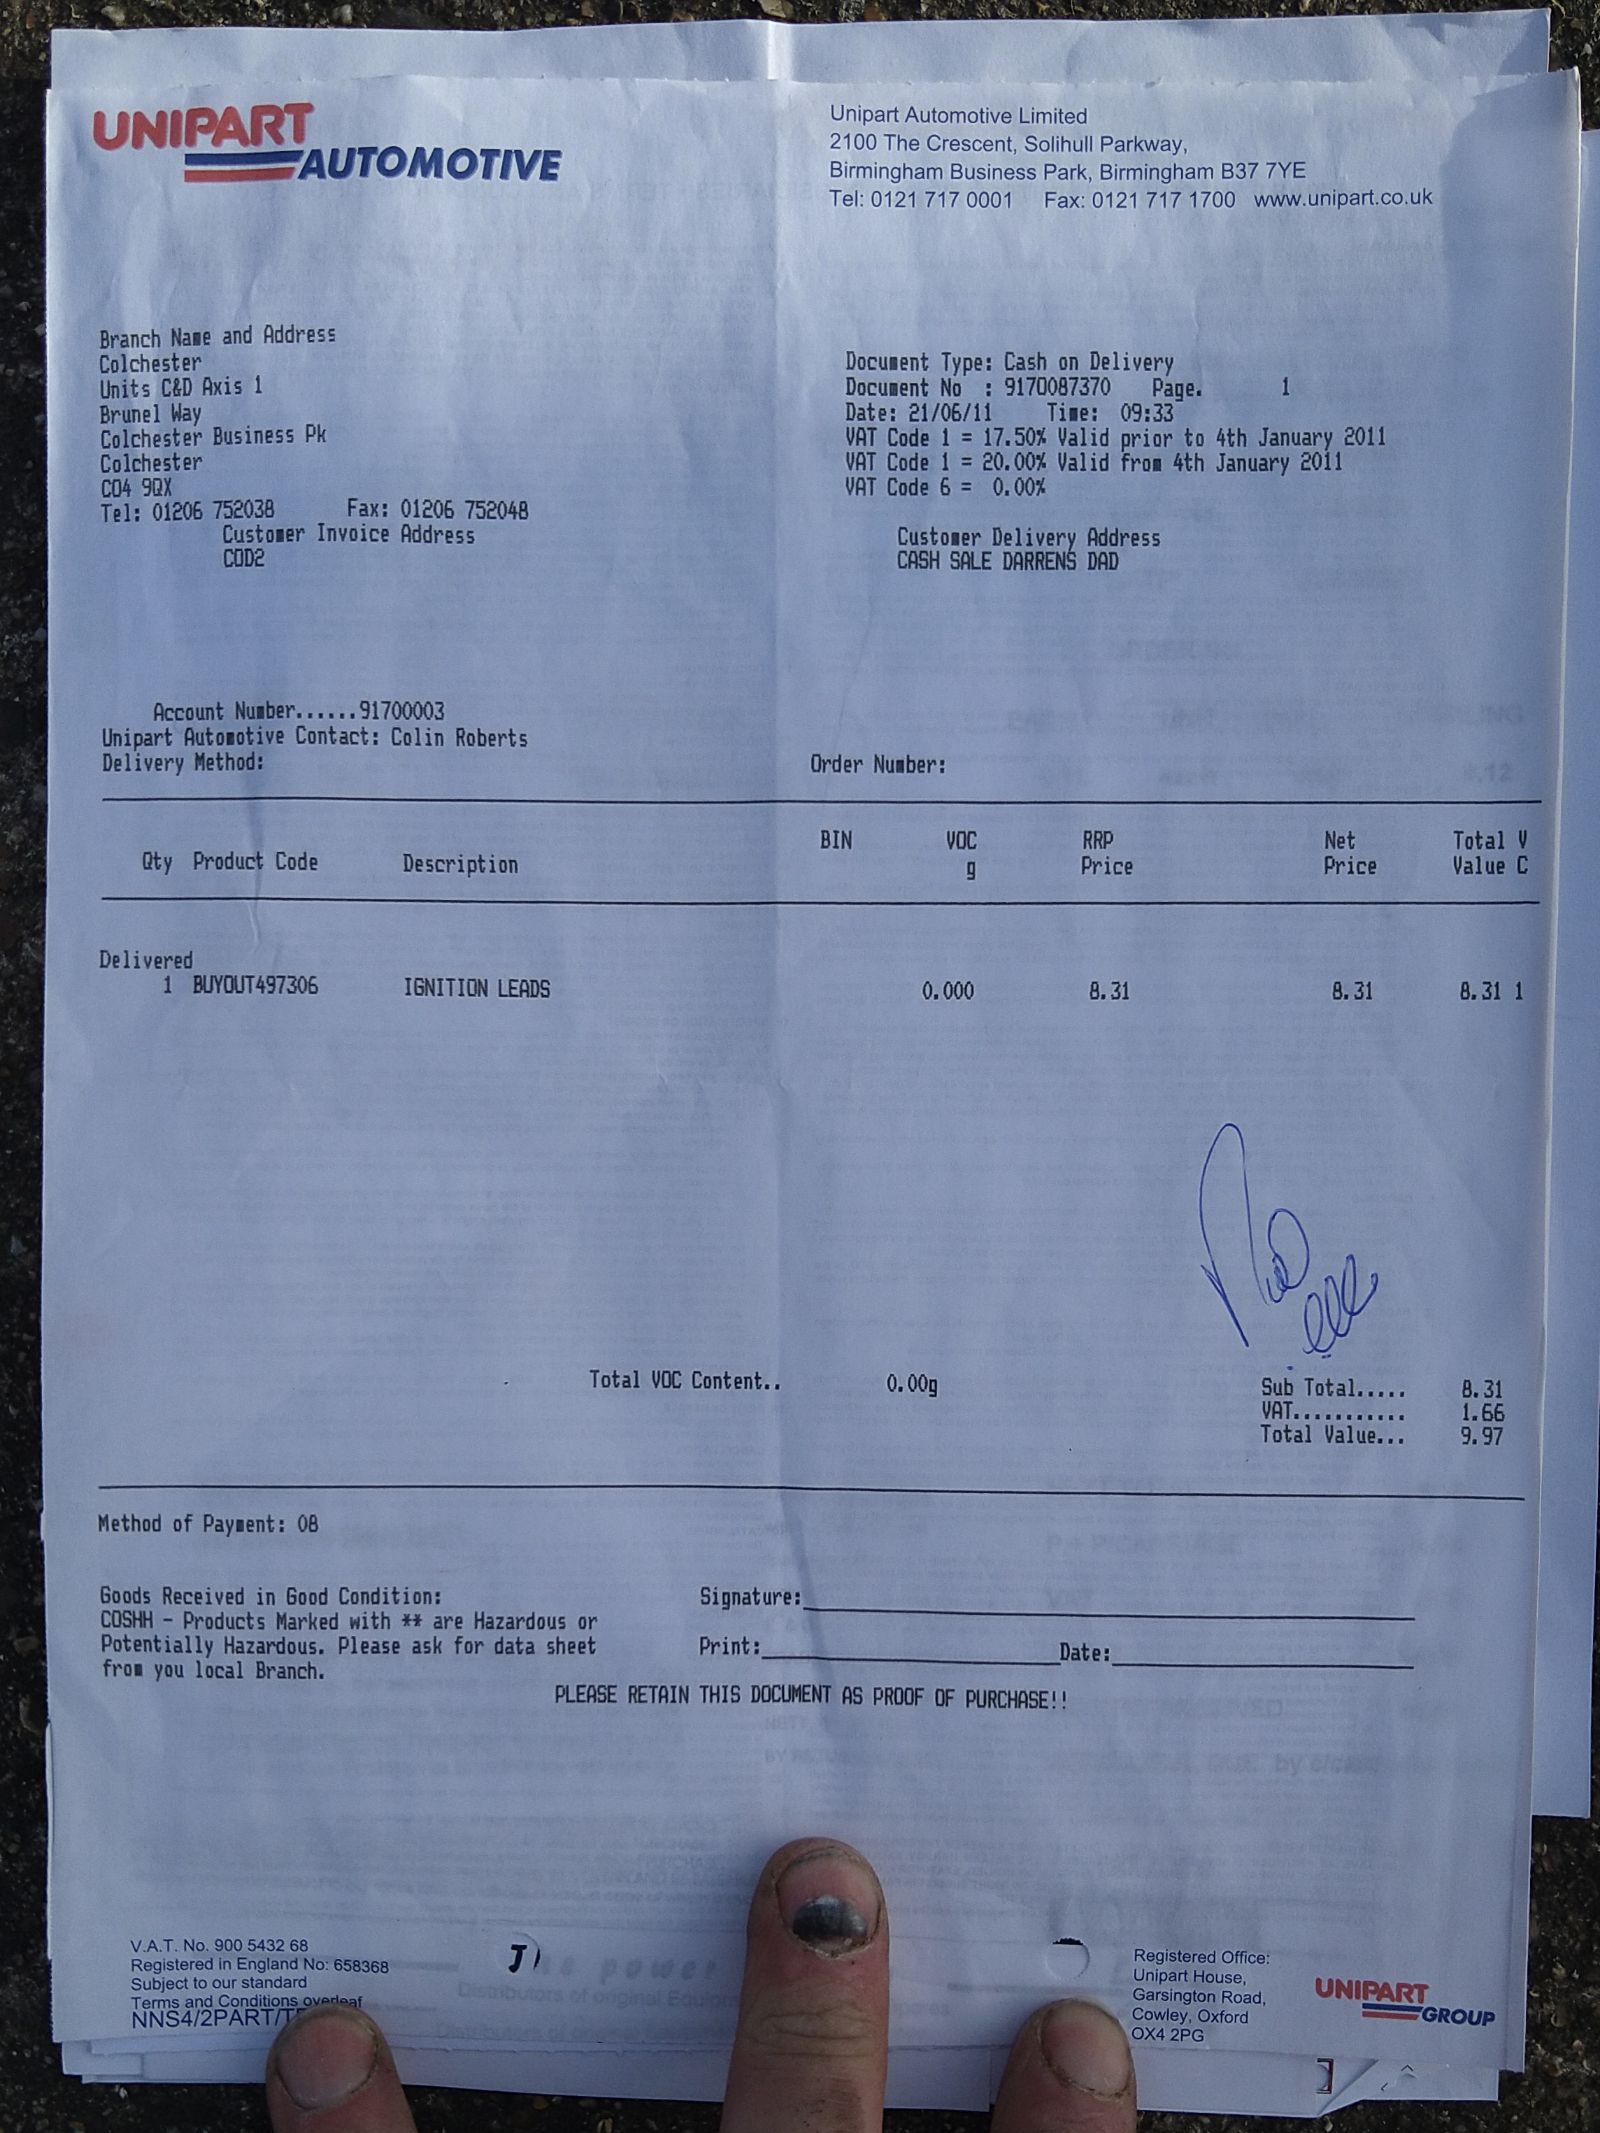 UNIPART
AUTOMOTIVE
Unipart Automotive Limited
2100 The Crescent, Solihull Parkway,
Birmingham Business Park, Birmingham B37 7YE
Tel: 0121 717 0001 Fax: 0121 717 1700 www.unipart.co.uk
Branch Name and Address
Colchester
Units C&D Axis 1
Brunel Way
Colchester Business Pk
Colchester
CO4 9QX
Tel: 01206 752038 Fax: 01206 752048
Customer Invoice Address
COD2
Document Type: Cash on Delivery
Document No : 9170087370 Page. 1
Date: 21/06/11 Time: 09:33
VAT Code 1 = 17.50% Valid prior to 4th January 2011
VAT Code 1 = 20.00% Valid from 4th January 2011
VAT Code 6 = 0.00%
Customer Delivery Address
CASH SALE DARRENS DAD
Account Number......91700003
Unipart Automotive Contact: Colin Roberts
Delivery Method: Order Number:
BIN VOC RRP Net Total V
Qty Product Code Description g Price Price Value C
Delivered
1 BUYOUT497306 IGNITION LEADS 0.000 8.31 8.31 8.31 1
Total VOC Content.. 0.00g
Sub Total..... 8.31
VAT........... 1.66
Total Value... 9.97
Method of Payment: 08
Goods Received in Good Condition:
COSHH - Products Marked with ** are Hazardous or
Potentially Hazardous. Please ask for data sheet
from you local Branch.
Signature:
Print: Date:
PLEASE RETAIN THIS DOCUMENT AS PROOF OF PURCHASE!!
V.A.T. No. 900 5432 68
Registered in England No: 658368
Subject to our standard
Terms and Conditions overleaf
NNS4/2PART/
Registered Office:
Unipart House,
Garsington Road,
Cowley, Oxford
OX4 2PG
UNIPART
GROUP